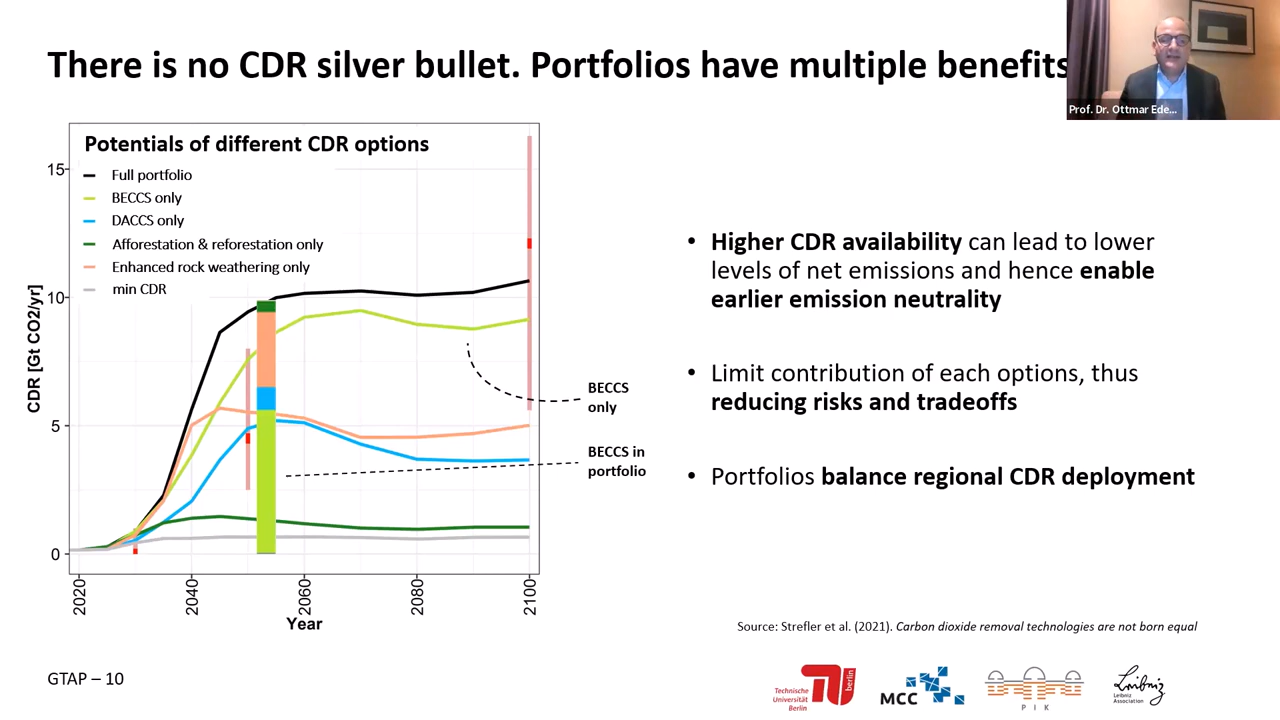 There is no CDR silver bullet. Portfolios have multiple benefits
Prof. Dr. Ottmar Ede...
Potentials of different CDR options
Full portfolio
BECCS only
DACCS only
Afforestation & reforestation only
Enhanced rock weathering only
min CDR
CDR [Gt CO2/yr]
15
10
5
0
2020
2040
2060
2080
2100
Year
BECCS
only
BECCS in
portfolio
• Higher CDR availability can lead to lower
levels of net emissions and hence enable
earlier emission neutrality
• Limit contribution of each options, thus
reducing risks and tradeoffs
• Portfolios balance regional CDR deployment
Source: Strefler et al. (2021). Carbon dioxide removal technologies are not born equal
GTAP – 10
Technische
Universität
Berlin
berlin
MCC
P I K
Leibniz
Leibniz
Association